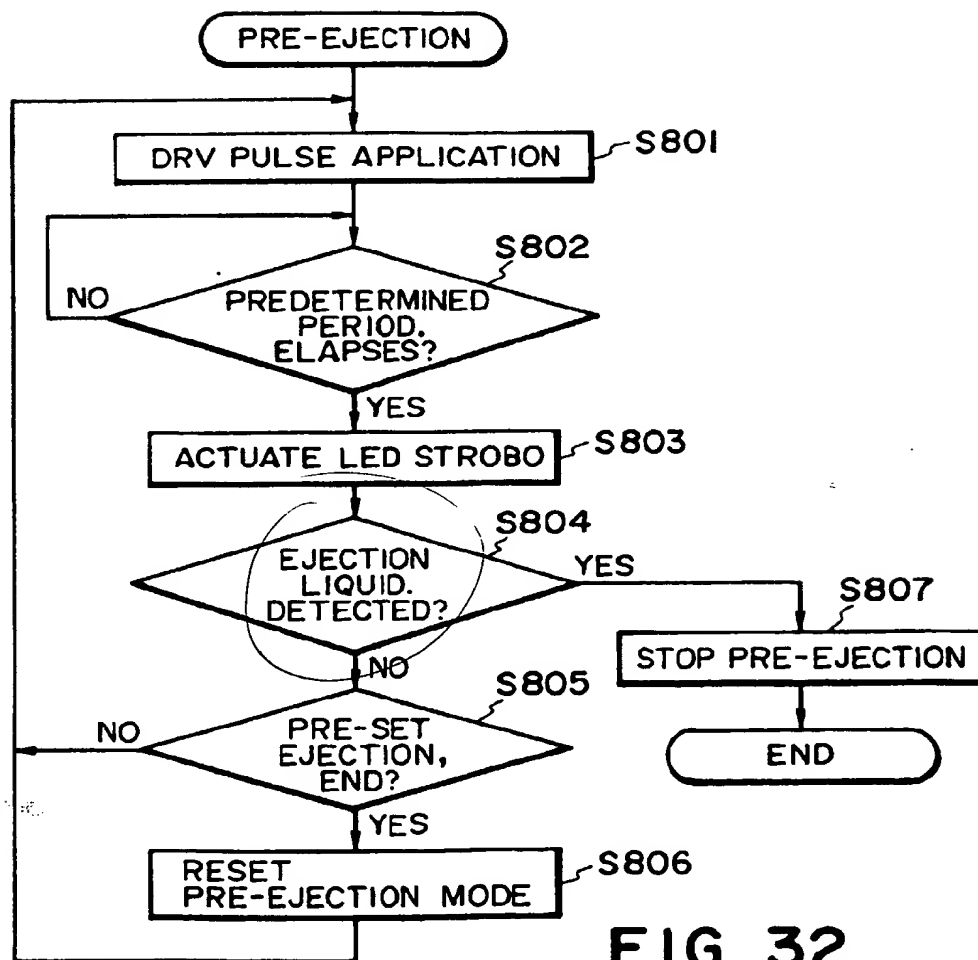 PRE-EJECTION
DRV PULSE APPLICATION
S801
S802
PREDETERMINED
PERIOD.
ELAPSES?
NO
YES
ACTUATE LED STROBO
S803
S804
EJECTION
LIQUID.
DETECTED?
YES
NO
S807
STOP PRE-EJECTION
END
S805
PRE-SET
EJECTION,
END?
NO
YES
RESET
PRE-EJECTION MODE
S806
FIG. 32